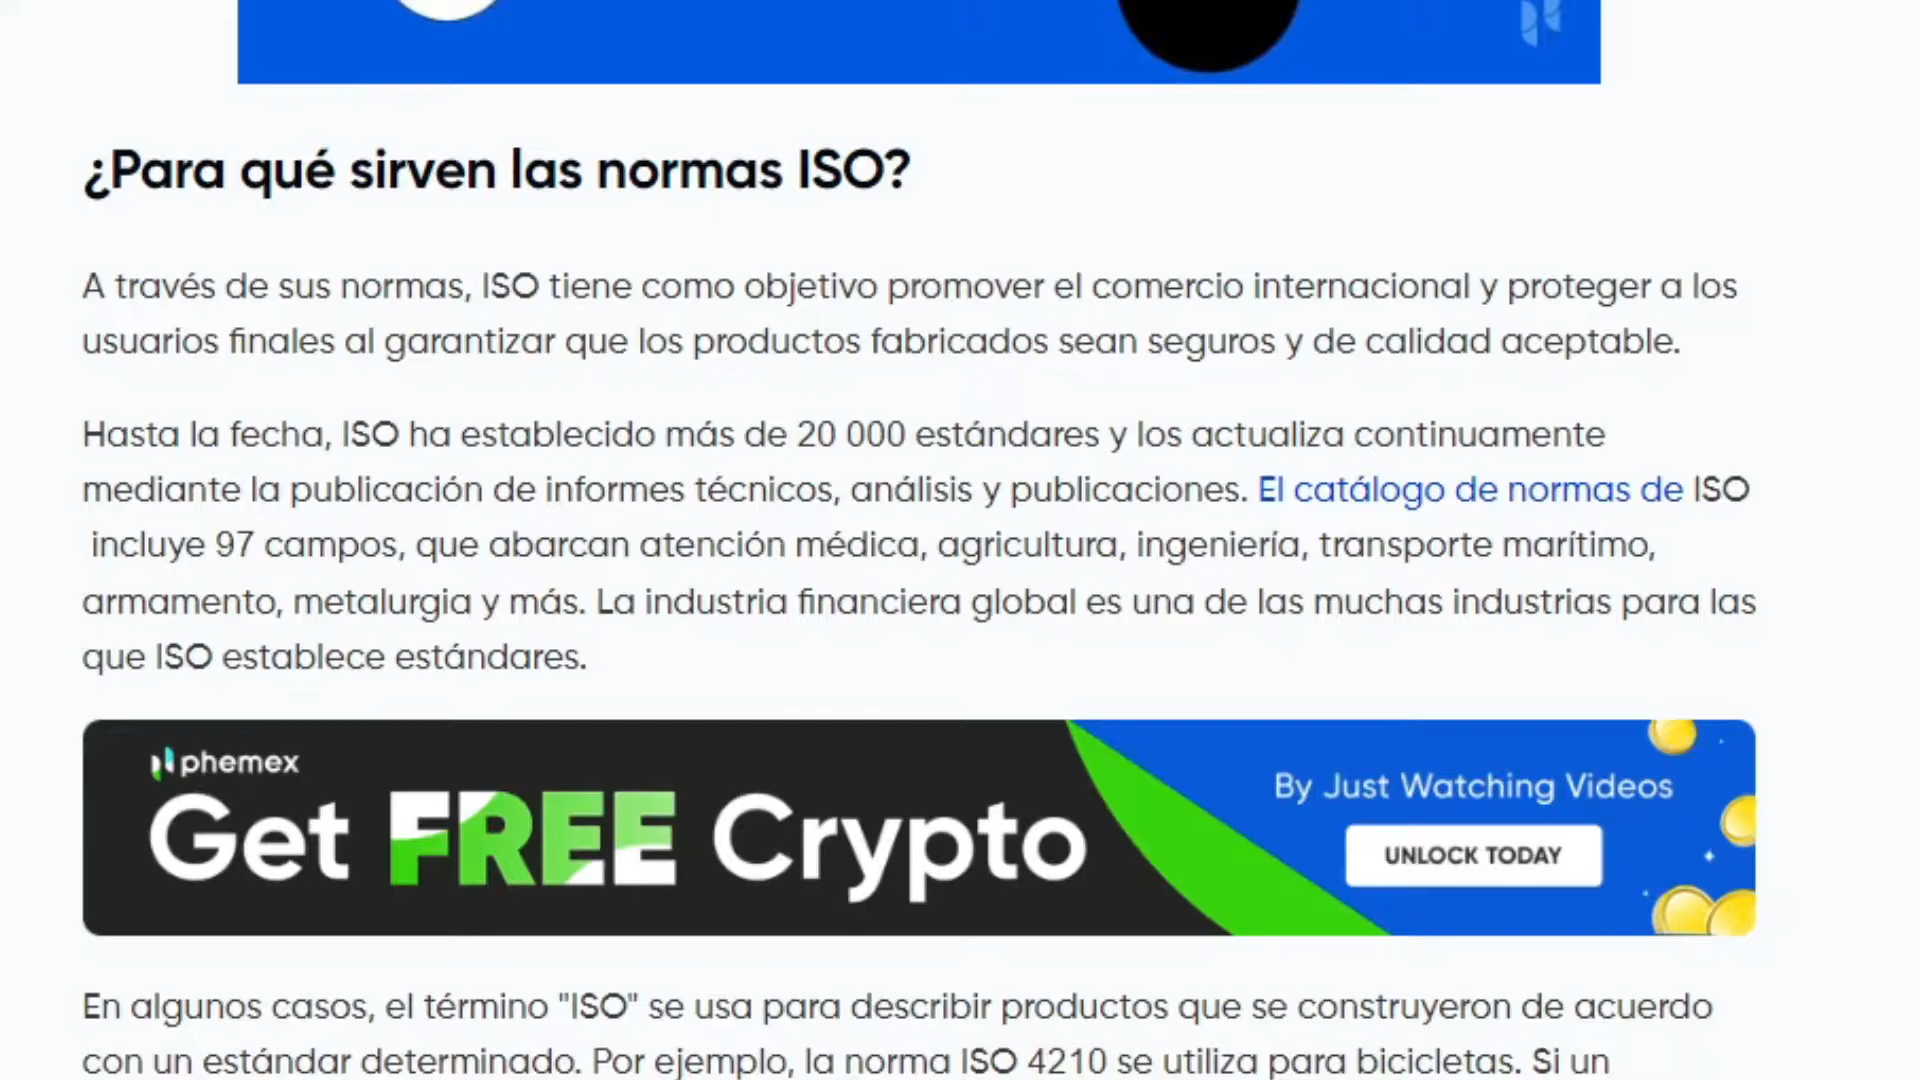 ¿Para qué sirven las normas ISO?
A través de sus normas, ISO tiene como objetivo promover el comercio internacional y proteger a los
usuarios finales al garantizar que los productos fabricados sean seguros y de calidad aceptable.
Hasta la fecha, ISO ha establecido más de 20 000 estándares y los actualiza continuamente
mediante la publicación de informes técnicos, análisis y publicaciones. El catálogo de normas de ISO
incluye 97 campos, que abarcan atención médica, agricultura, ingeniería, transporte marítimo,
armamento, metalurgia y más. La industria financiera global es una de las muchas industrias para las
que ISO establece estándares.
phemex
Get FREE Crypto
By Just Watching Videos
UNLOCK TODAY
En algunos casos, el término "ISO" se usa para describir productos que se construyeron de acuerdo
con un estándar determinado. Por ejemplo, la norma ISO 4210 se utiliza para bicicletas. Si un